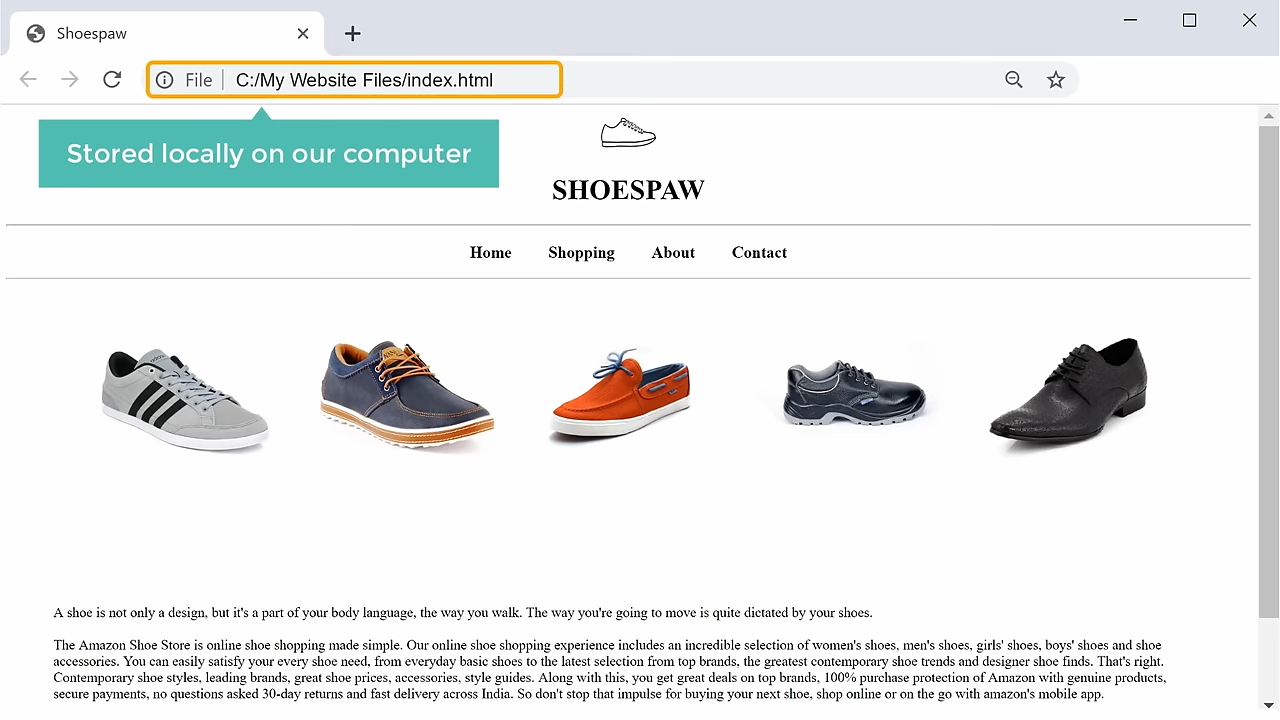 Shoespaw
File
C:/My Website Files/index.html
Stored locally on our computer
SHOESPAW
Home Shopping About Contact
A shoe is not only a design, but it's a part of your body language, the way you walk. The way you're going to move is quite dictated by your shoes.
The Amazon Shoe Store is online shoe shopping made simple. Our online shoe shopping experience includes an incredible selection of women's shoes, men's shoes, girls' shoes, boys' shoes and shoe
accessories. You can easily satisfy your every shoe need, from everyday basic shoes to the latest selection from top brands, the greatest contemporary shoe trends and designer shoe finds. That's right.
Contemporary shoe styles, leading brands, great shoe prices, accessories, style guides. Along with this, you get great deals on top brands, 100% purchase protection of Amazon with genuine products,
secure payments, no questions asked 30-day returns and fast delivery across India. So don't stop that impulse for buying your next shoe, shop online or on the go with amazon's mobile app.